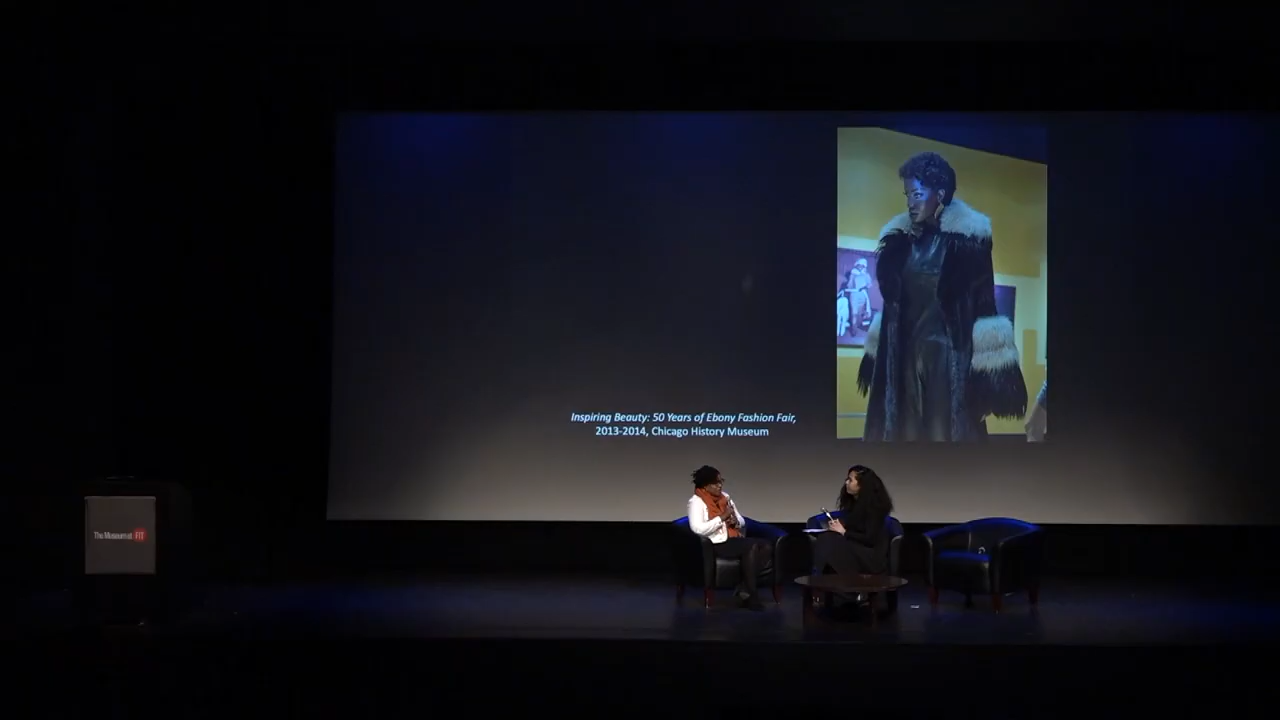 Inspiring Beauty: 50 Years of Ebony Fashion Fair,
2013-2014, Chicago History Museum
The Museum at FIT